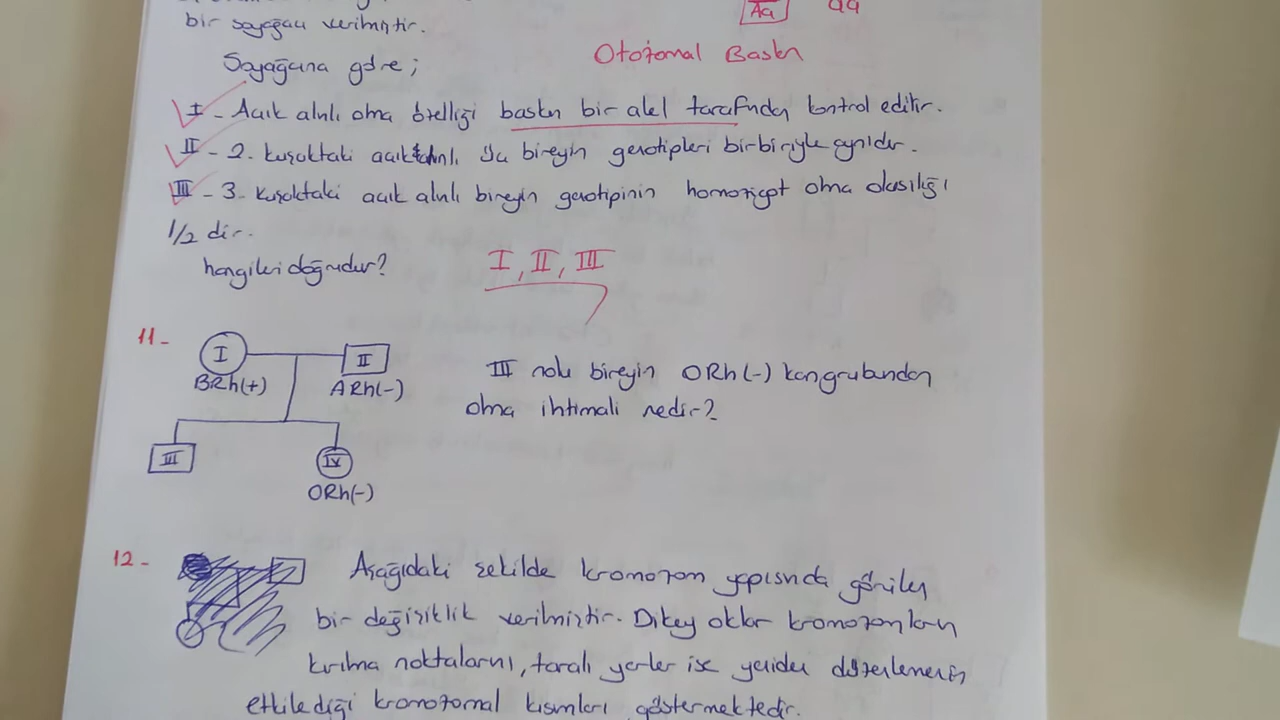 bir soyağacı verilmiştir.
Aa aa
Otozomal Baskın
Soyağacına göre;
I - Açık alınlı olma özelliği baskın bir alel tarafından kontrol edilir.
II - 2. kuşaktaki açık alınlı iki bireyin genotipleri birbiriyle aynıdır.
III - 3. kuşaktaki açık alınlı bireyin genotipinin homozigot olma olasılığı
1/2 dir.
hangileri doğrudur?
I, II, III
11-
I
II
BRh(+)
ARh(-)
III nolu bireyin ORh(-) kangrubundan
olma ihtimali nedir?
III
IV
ORh(-)
12-
Aşağıdaki şekilde kromozom yapısında görülen
bir değişiklik verilmiştir. Dikey oklar kromozomların
kırılma noktalarını, taralı yerler ise yeniden düzenlemenin
etkilediği kromozomal kısımları göstermektedir.